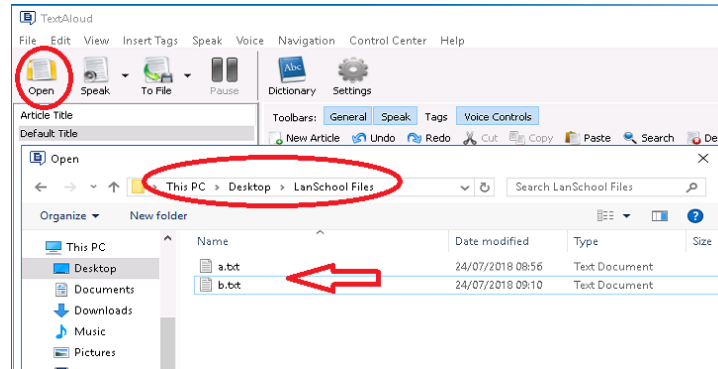 TextAloud
File Edit View Insert Tags Speak Voice Navigation Control Center Help
Abc
Open Speak To File Pause Dictionary Settings
Article Title
Toolbars: General Speak Tags Voice Controls
Default Title
New Article Undo Redo Cut Copy Paste Search De
Open
This PC > Desktop > LanSchool Files
Search LanSchool Files
Organize New folder
This PC
Name Date modified Type Size
Desktop
a.txt 24/07/2018 08:56 Text Document
Documents
b.txt 24/07/2018 09:10 Text Document
Downloads
Music
Pictures